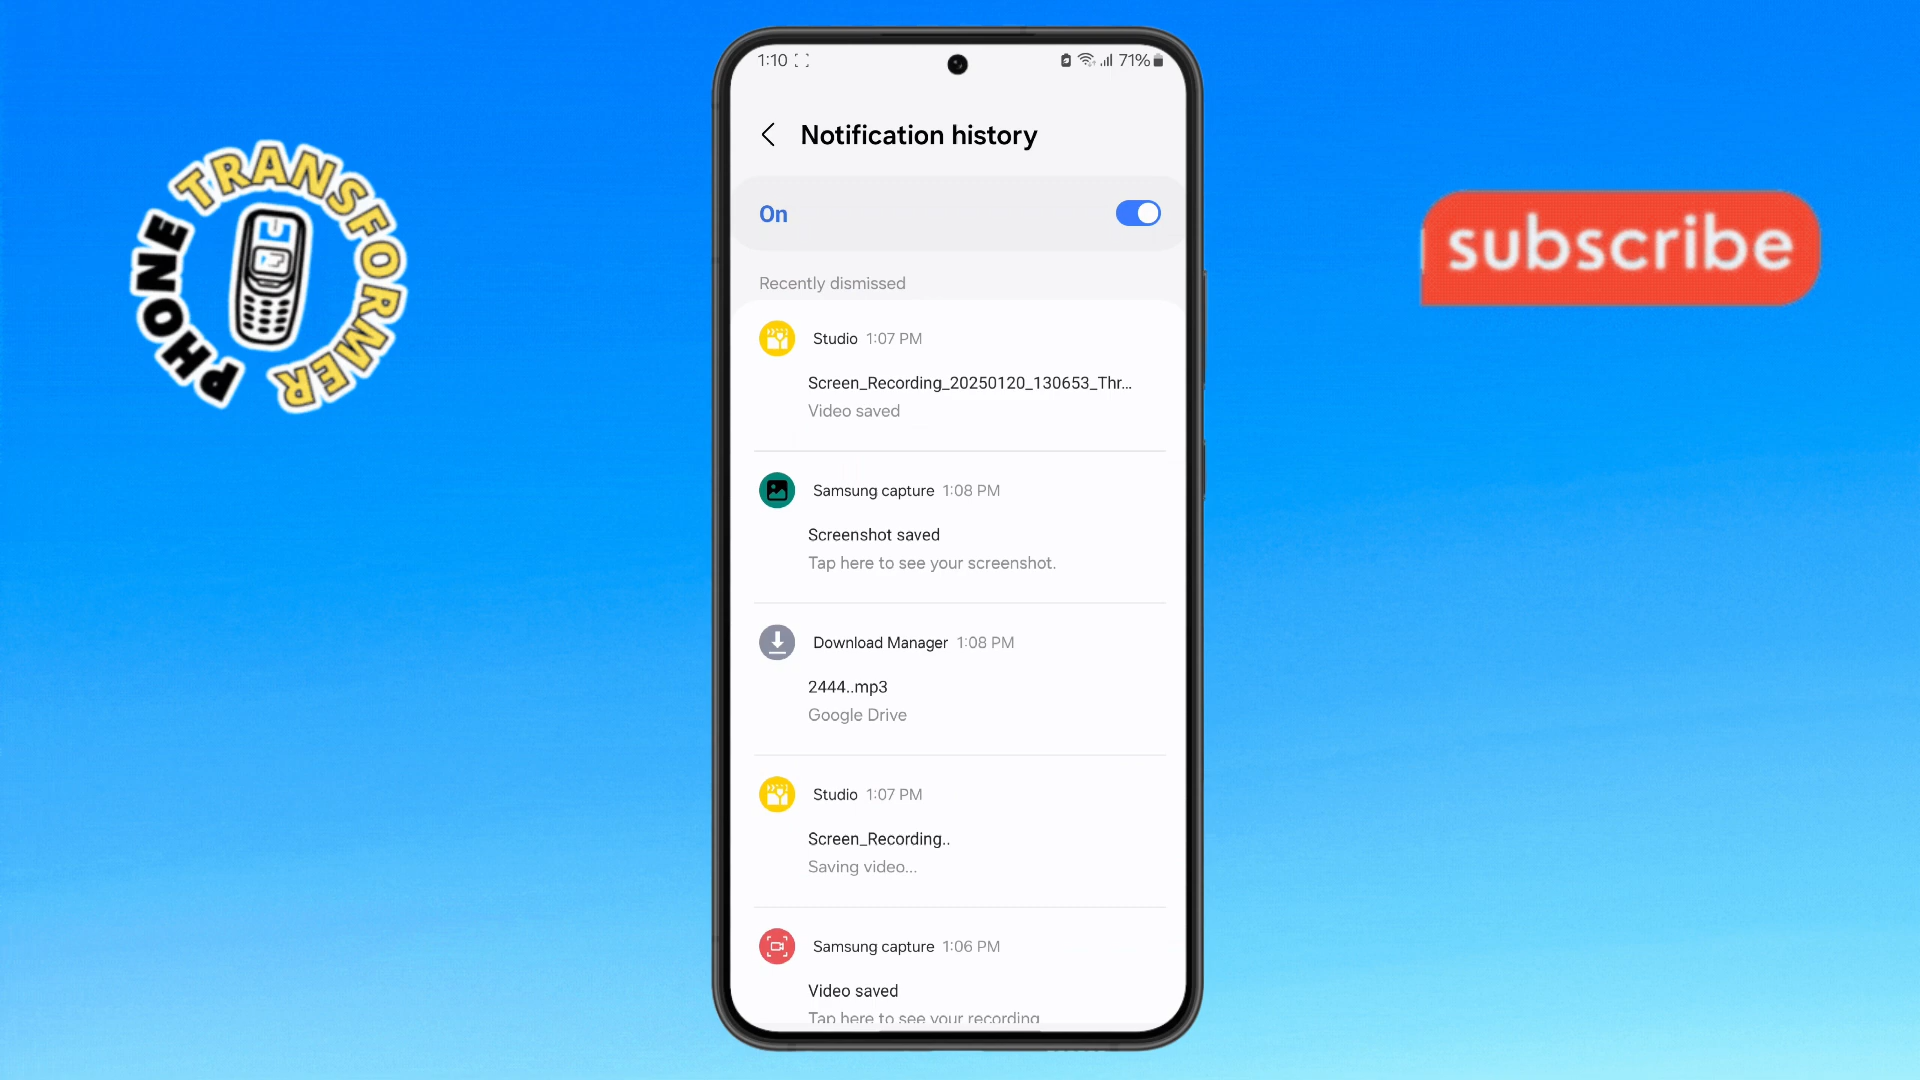 PHONE TRANSFORMER
subscribe
1:10
71%
Notification history
On
Recently dismissed
Studio 1:07 PM
Screen_Recording_20250120_130653_Thr...
Video saved
Samsung capture 1:08 PM
Screenshot saved
Tap here to see your screenshot.
Download Manager 1:08 PM
2444..mp3
Google Drive
Studio 1:07 PM
Screen_Recording..
Saving video...
Samsung capture 1:06 PM
Video saved
Tap here to see your recording